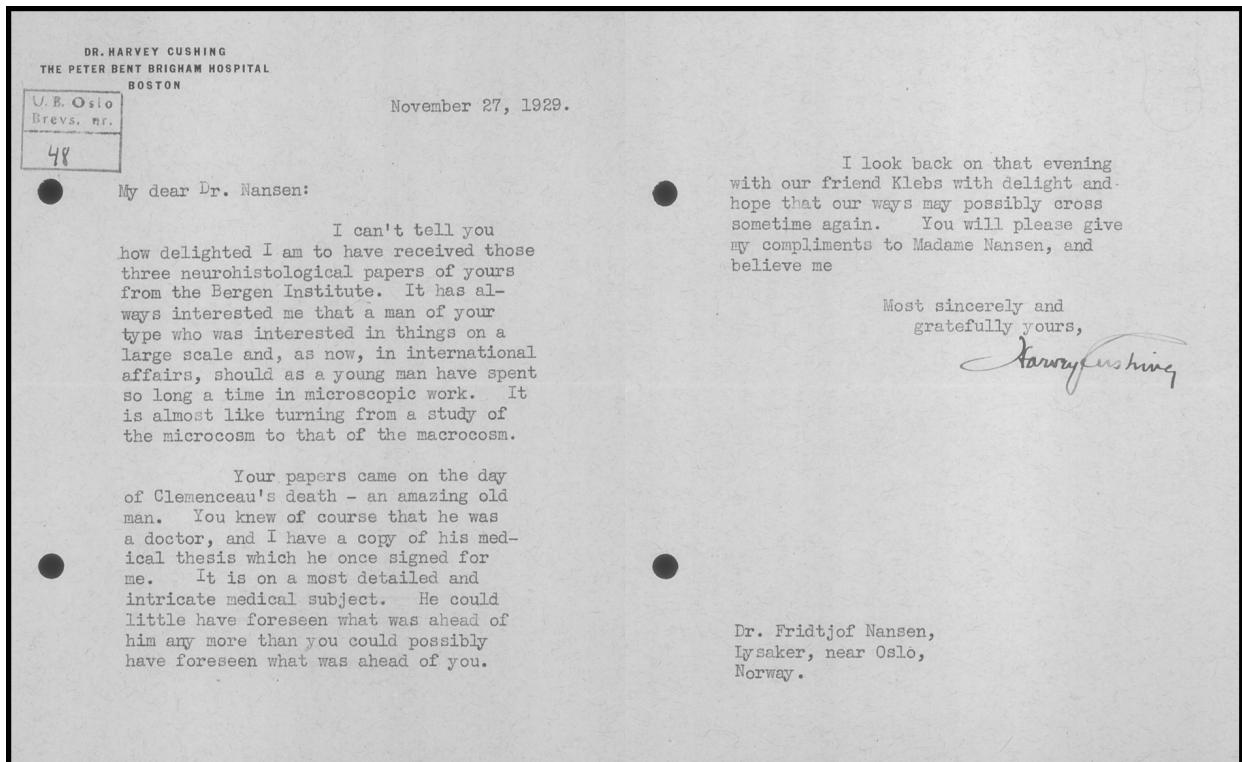 DR. HARVEY CUSHING
THE PETER BENT BRIGHAM HOSPITAL
BOSTON
U. B. Oslo
Brevs. nr.
48
November 27, 1929.
My dear Dr. Nansen:
I can't tell you
how delighted I am to have received those
three neurohistological papers of yours
from the Bergen Institute. It has al-
ways interested me that a man of your
type who was interested in things on a
large scale and, as now, in international
affairs, should as a young man have spent
so long a time in microscopic work. It
is almost like turning from a study of
the microcosm to that of the macrocosm.
Your papers came on the day
of Clemenceau's death - an amazing old
man. You knew of course that he was
a doctor, and I have a copy of his med-
ical thesis which he once signed for
me. It is on a most detailed and
intricate medical subject. He could
little have foreseen what was ahead of
him any more than you could possibly
have foreseen what was ahead of you.
I look back on that evening
with our friend Klebs with delight and
hope that our ways may possibly cross
sometime again. You will please give
my compliments to Madame Nansen, and
believe me
Most sincerely and
gratefully yours,
Harvey Cushing
Dr. Fridtjof Nansen,
Lysaker, near Oslo,
Norway.